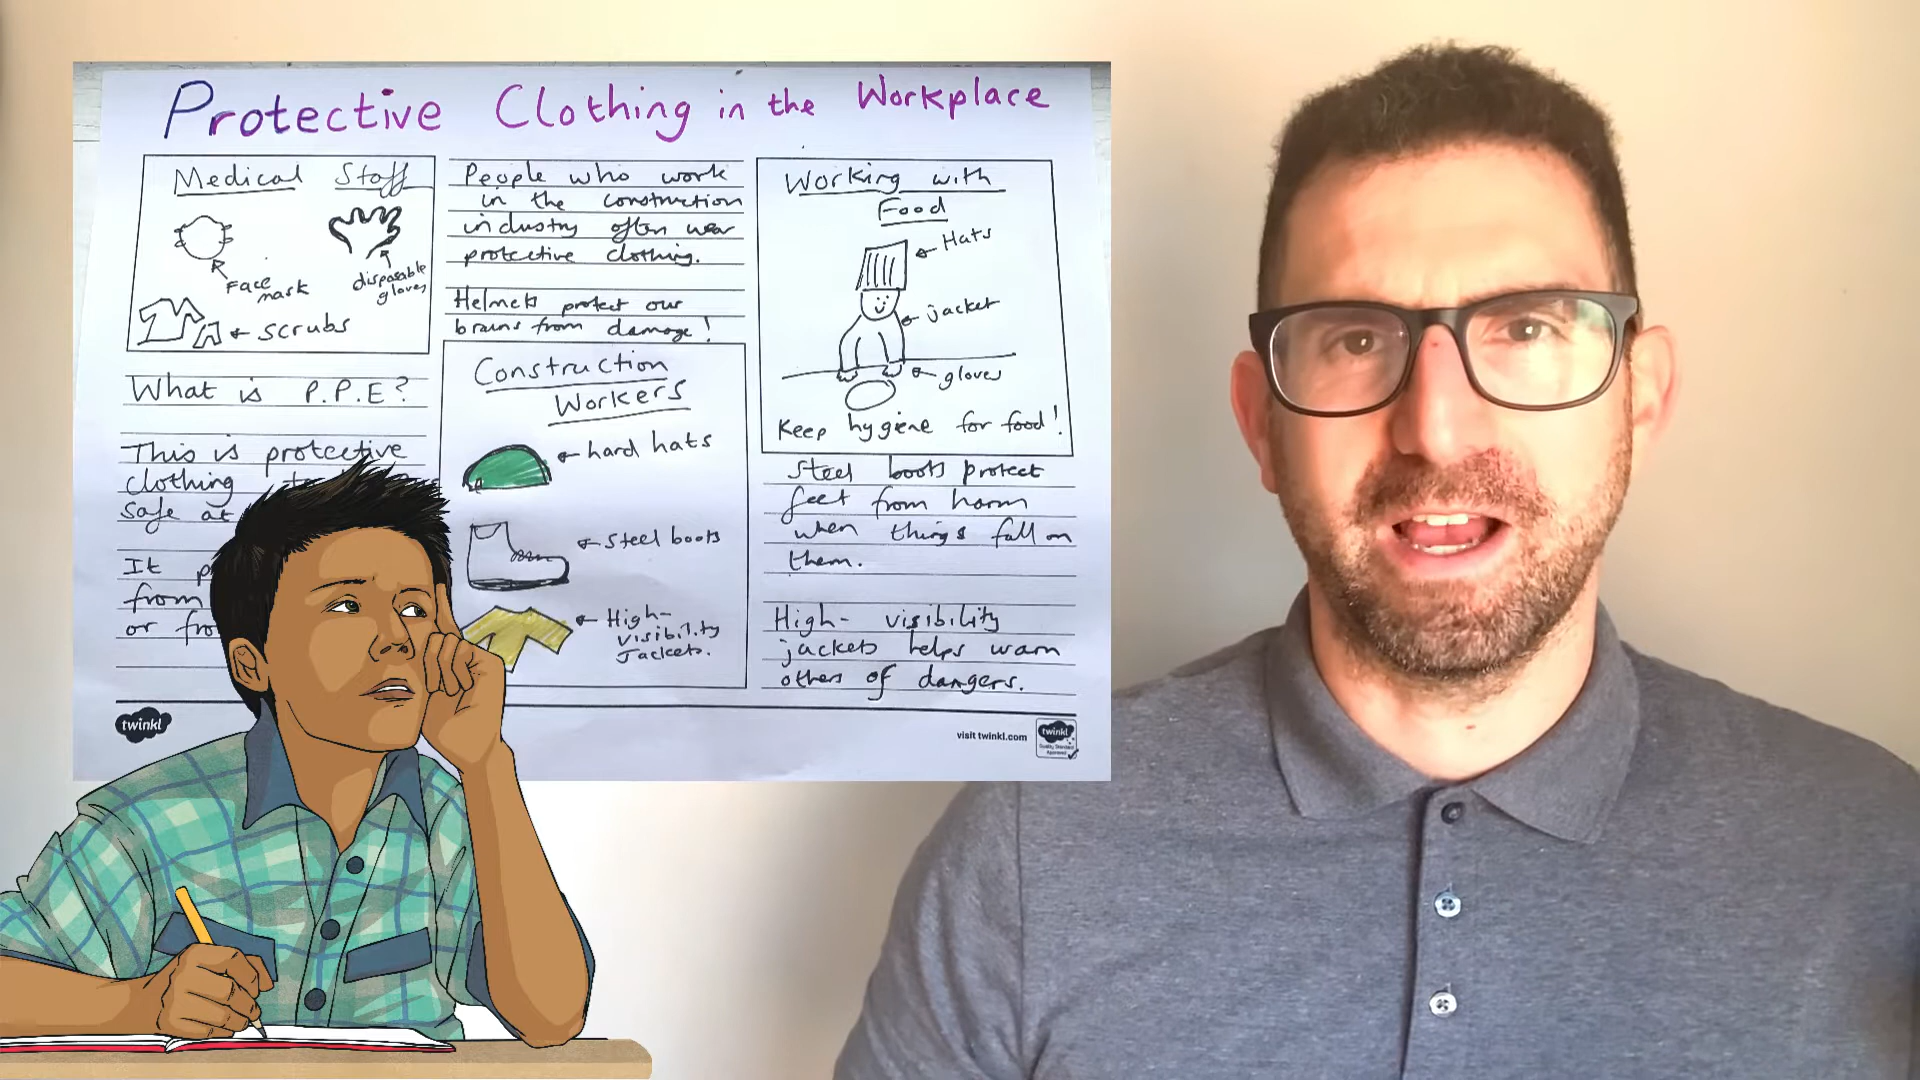 Protective Clothing in the Workplace
Medical Staff
Face mask
disposable gloves
scrubs
What is P.P.E?
This is protective
clothing
safe at
It
from
or
People who work
in the construction
industry often wear
protective clothing.
Helmets protect our
brains from damage!
Construction
Workers
hard hats
Steel boots
High-
visibility
Jackets.
Working with
Food
Hats
jacket
gloves
Keep hygiene for food!
Steel boots protect
feet from harm
when things fall on
them.
High-visibility
jackets helps warn
others of dangers.
twinkl
visit twinkl.com
twinkl
Quality Standard
Approved